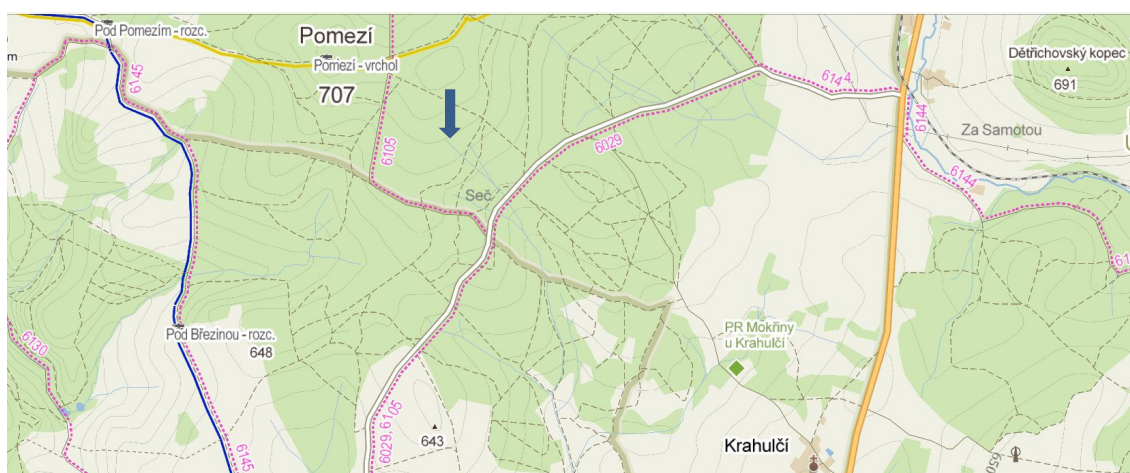 Pod Pomezím - rozc.
Pomezí
Pomezí - vrchol
707
m
6145
6105
6144
6029
Dětřichovský kopec
691
Za Samotou
6144
6144
Seč
Pod Březinou - rozc.
648
6130
PR Mokřiny
u Krahulčí
6029, 6105
643
Krahulčí
6145
650